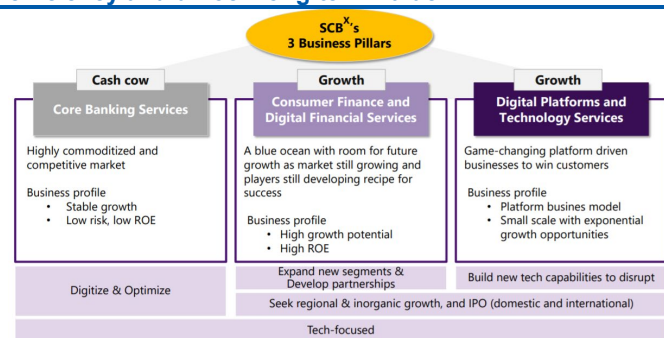 SCBX's
3 Business Pillars
Cash cow
Core Banking Services
Highly commoditized and
competitive market
Business profile
• Stable growth
• Low risk, low ROE
Growth
Consumer Finance and
Digital Financial Services
A blue ocean with room for future
growth as market still growing and
players still developing recipe for
success
Business profile
• High growth potential
• High ROE
Growth
Digital Platforms and
Technology Services
Game-changing platform driven
businesses to win customers
Business profile
• Platform busines model
• Small scale with exponential
growth opportunities
Digitize & Optimize
Expand new segments &
Develop partnerships
Build new tech capabilities to disrupt
Seek regional & inorganic growth, and IPO (domestic and international)
Tech-focused